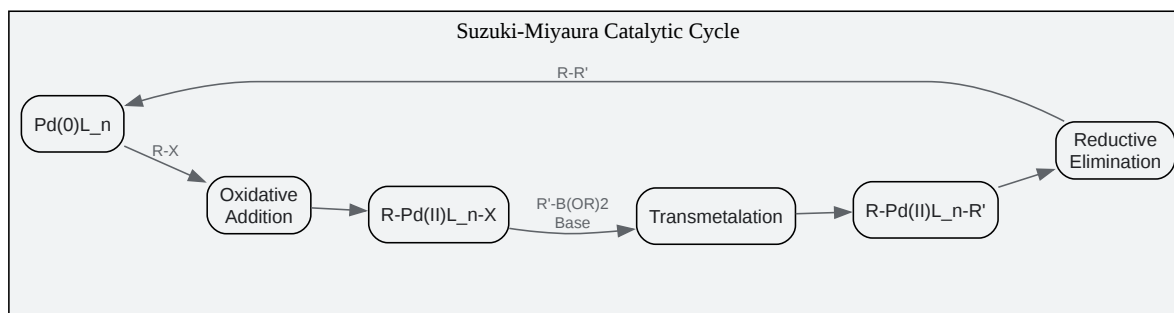 Suzuki-Miyaura Catalytic Cycle
R-R'
Pd(0)L_n
R-X
Oxidative
Addition
R-Pd(II)L_n-X
R'-B(OR)2
Base
Transmetalation
R-Pd(II)L_n-R'
Reductive
Elimination